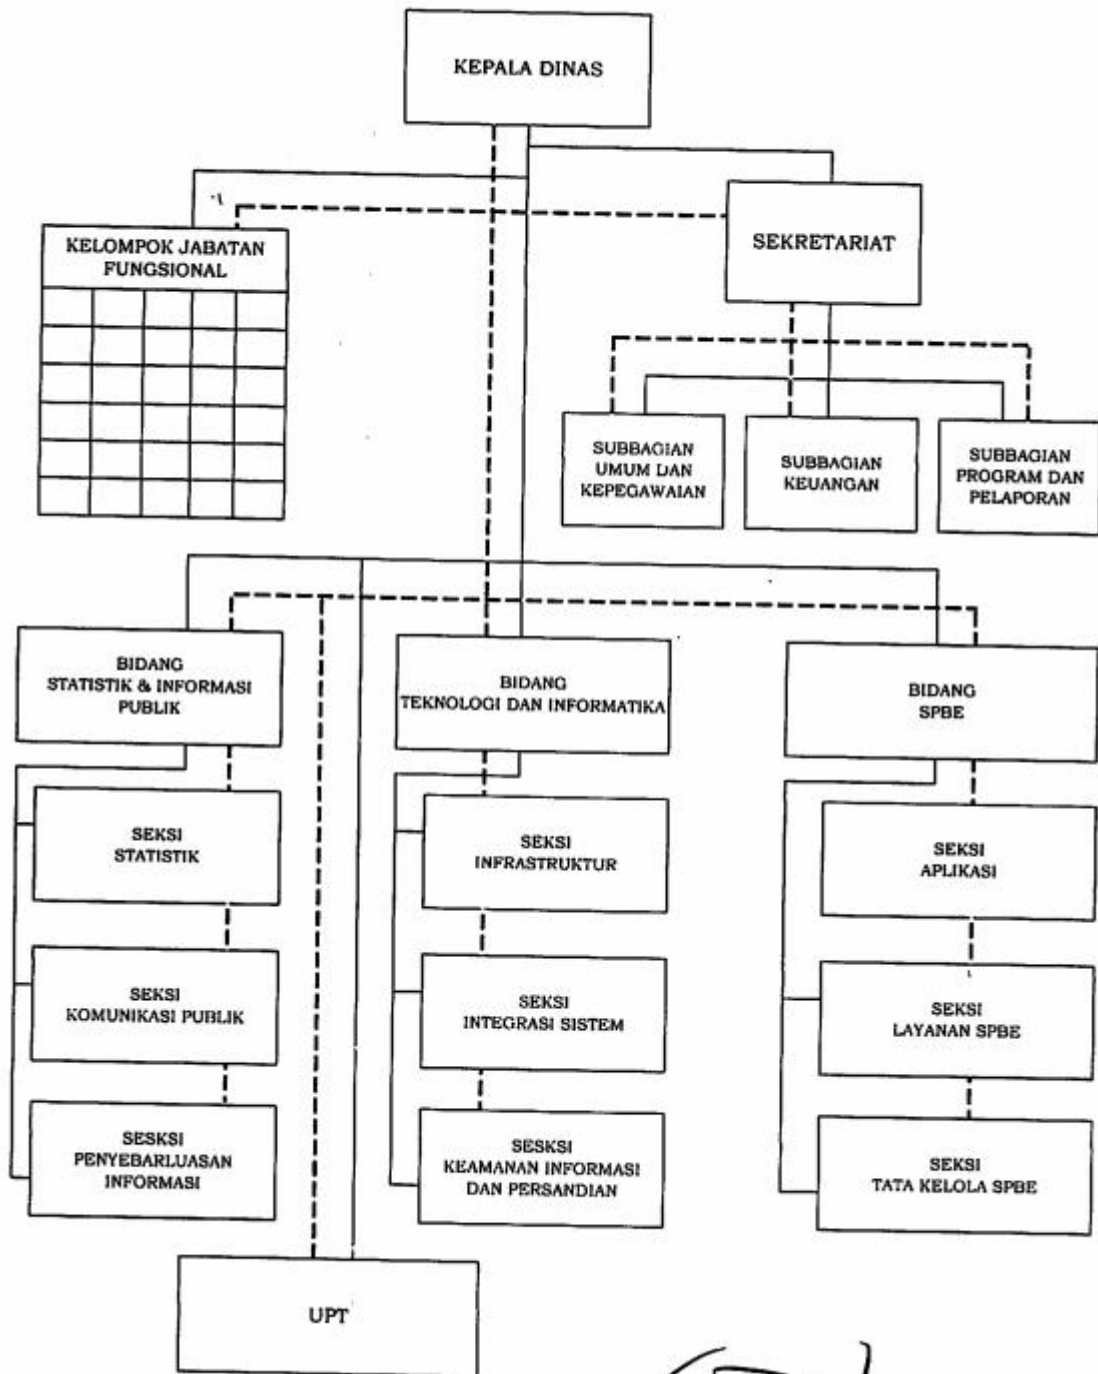 KEPALA DINAS
KELOMPOK JABATAN
FUNGSIONAL
SEKRETARIAT
SUBBAGIAN
UMUM DAN
KEPEGAWAIAN
SUBBAGIAN
KEUANGAN
SUBBAGIAN
PROGRAM DAN
PELAPORAN
BIDANG
STATISTIK & INFORMASI
PUBLIK
BIDANG
TEKNOLOGI DAN INFORMATIKA
BIDANG
SPBE
SEKSI
STATISTIK
SEKSI
INFRASTRUKTUR
SEKSI
APLIKASI
SEKSI
KOMUNIKASI PUBLIK
SEKSI
INTEGRASI SISTEM
SEKSI
LAYANAN SPBE
SESKSI
PENYEBARLUASAN
INFORMASI
SESKSI
KEAMANAN INFORMASI
DAN PERSANDIAN
SEKSI
TATA KELOLA SPBE
UPT